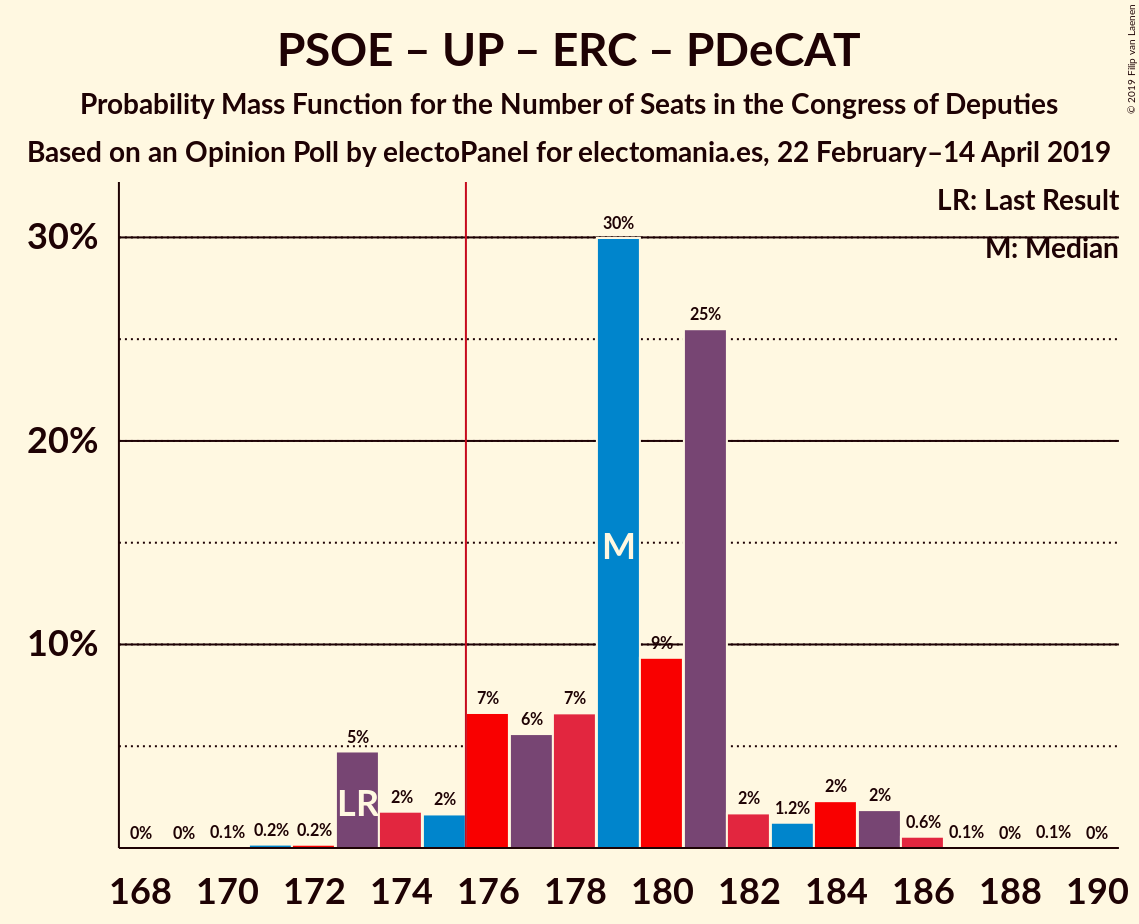 PSOE – UP – ERC – PDeCAT
Probability Mass Function for the Number of Seats in the Congress of Deputies
Based on an Opinion Poll by electoPanel for electomania.es, 22 February–14 April 2019
© 2019 Filip van Laenen
LR: Last Result
M: Median
30%
20%
10%
0% 0% 0.1% 0.2% 0.2% 5% 2% 2% 7% 6% 7% 30% 9% 25% 2% 1.2% 2% 2% 0.6% 0.1% 0% 0.1% 0%
LR
M
168 170 172 174 176 178 180 182 184 186 188 190